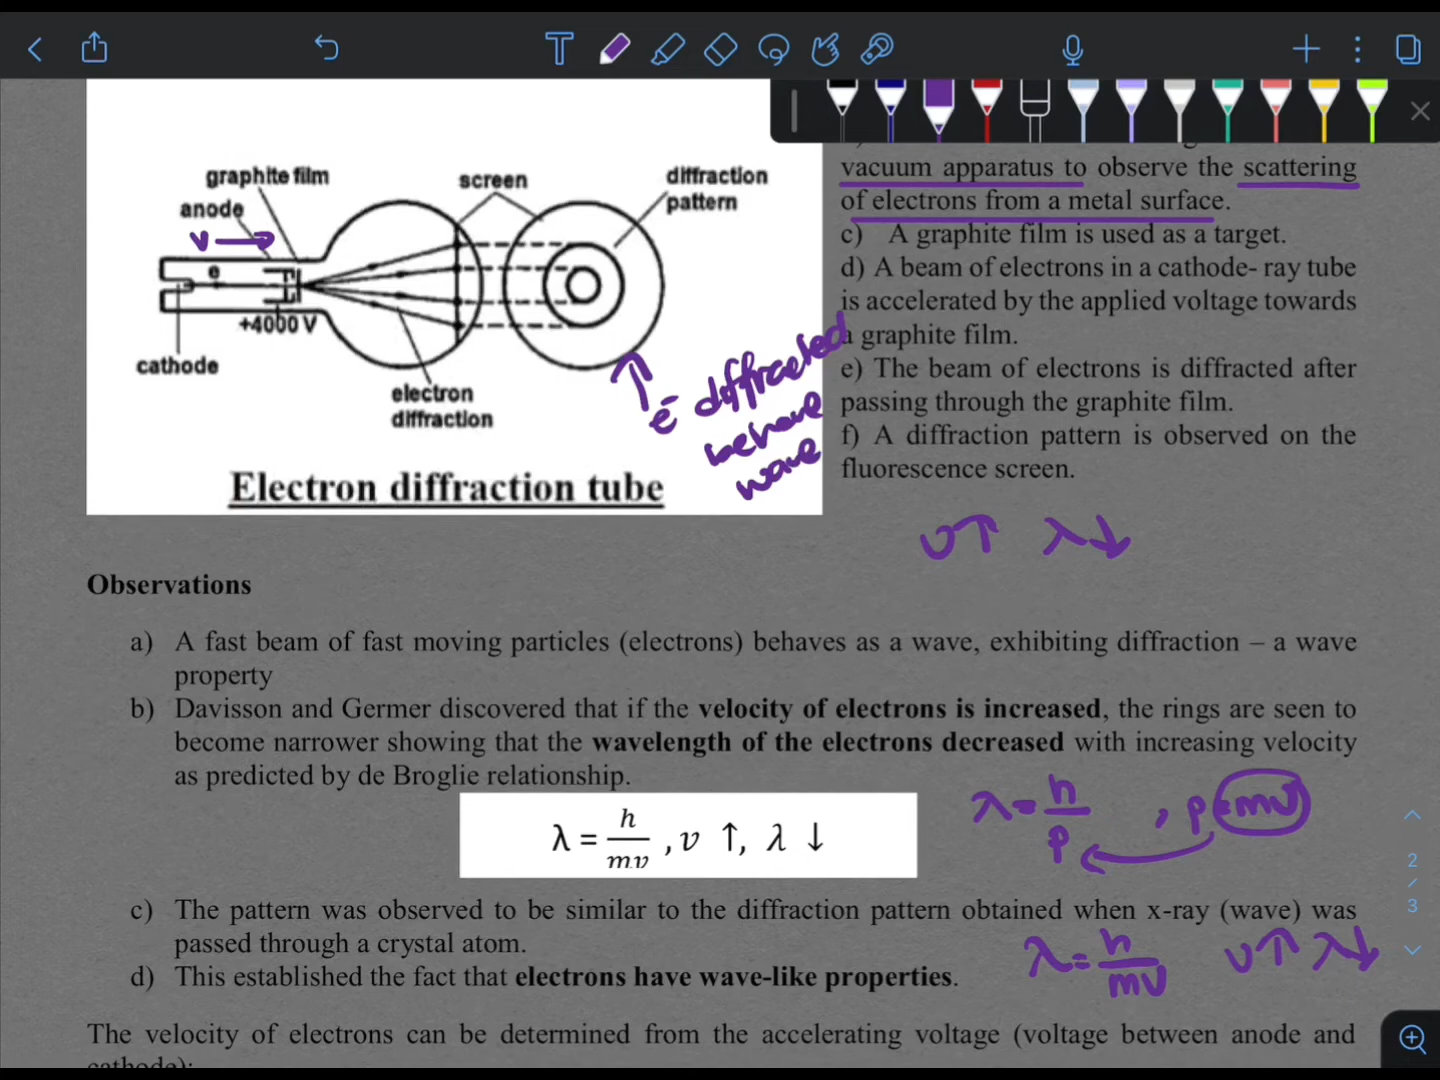 graphite film
anode
v →
e
+4000 V
cathode
screen
diffraction
pattern
electron
diffraction
Electron diffraction tube
↑
e- diffracted
behave
wave
vacuum apparatus to observe the scattering
of electrons from a metal surface.
c) A graphite film is used as a target.
d) A beam of electrons in a cathode- ray tube
is accelerated by the applied voltage towards
a graphite film.
e) The beam of electrons is diffracted after
passing through the graphite film.
f) A diffraction pattern is observed on the
fluorescence screen.
v↑ λ↓
Observations
a) A fast beam of fast moving particles (electrons) behaves as a wave, exhibiting diffraction – a wave
property
b) Davisson and Germer discovered that if the velocity of electrons is increased, the rings are seen to
become narrower showing that the wavelength of the electrons decreased with increasing velocity
as predicted by de Broglie relationship.
λ = h/mv , v ↑, λ ↓
λ = h/p , p=mv
c) The pattern was observed to be similar to the diffraction pattern obtained when x-ray (wave) was
passed through a crystal atom.
λ = h/mv v↑ λ↓
d) This established the fact that electrons have wave-like properties.
The velocity of electrons can be determined from the accelerating voltage (voltage between anode and
cathode):
2
/
3